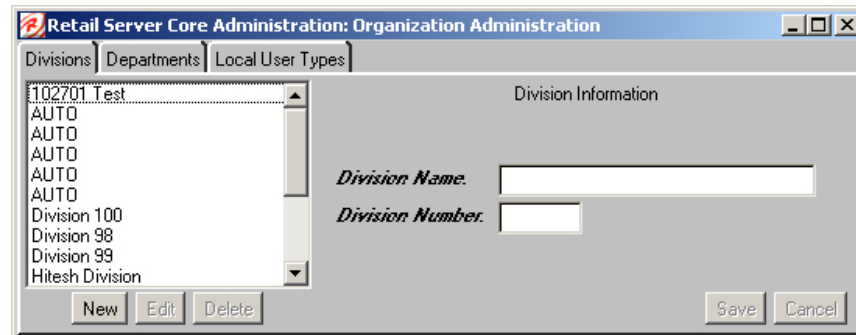 Retail Server Core Administration: Organization Administration
Divisions Departments Local User Types
102701 Test
AUTO
AUTO
AUTO
AUTO
AUTO
Division 100
Division 98
Division 99
Hitesh Division
Division Information
Division Name.
Division Number.
New Edit Delete
Save Cancel